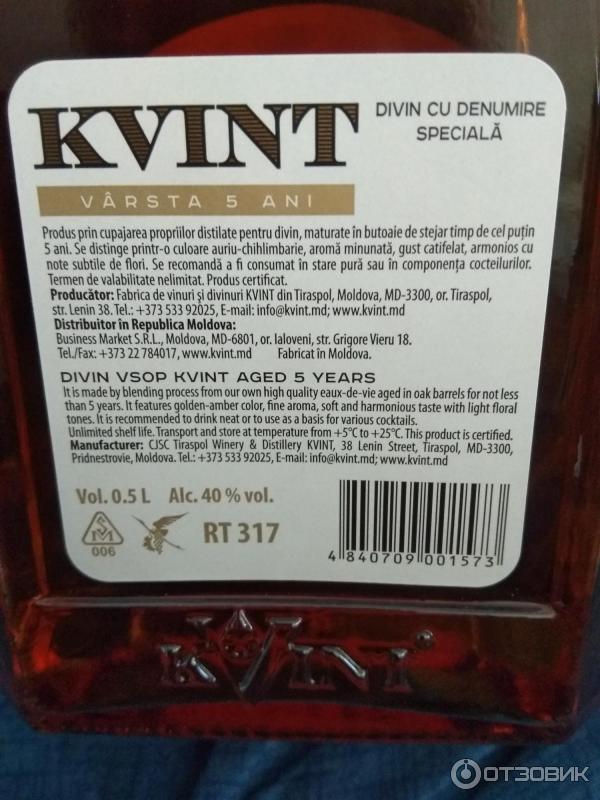 KVINT
DIVIN CU DENUMIRE
SPECIALĂ
VÂRSTA 5 ANI
Produs prin cupajarea propriilor distilate pentru divin, maturate în butoaie de stejar timp de cel puțin
5 ani. Se distinge printr-o culoare auriu-chihlimbarie, aromă minunată, gust catifelat, armonios cu
note subtile de flori. Se recomandă a fi consumat în stare pură sau în componența cocteilurilor.
Termen de valabilitate nelimitat. Produs certificat.
Producător: Fabrica de vinuri și divinuri KVINT din Tiraspol, Moldova, MD-3300, or. Tiraspol,
str. Lenin 38. Tel.: +373 533 92025, E-mail: info@kvint.md; www.kvint.md
Distribuitor în Republica Moldova:
Business Market S.R.L., Moldova, MD-6801, or. Ialoveni, str. Grigore Vieru 18.
Tel./Fax: +373 22 784017, www.kvint.md Fabricat în Moldova.
DIVIN VSOP KVINT AGED 5 YEARS
It is made by blending process from our own high quality eaux-de-vie aged in oak barrels for not less
than 5 years. It features golden-amber color, fine aroma, soft and harmonious taste with light floral
tones. It is recommended to drink neat or to use as a basis for various cocktails.
Unlimited shelf life. Transport and store at temperature from +5°C to +25°C. This product is certified.
Manufacturer: CJSC Tiraspol Winery & Distillery KVINT, 38 Lenin Street, Tiraspol, MD-3300,
Pridnestrovie, Moldova. Tel.: +373 533 92025, E-mail: info@kvint.md; www.kvint.md
Vol. 0.5 L Alc. 40 % vol.
SM
006
RT 317
4 840709 001573
KVINT®
ОТЗОВИК